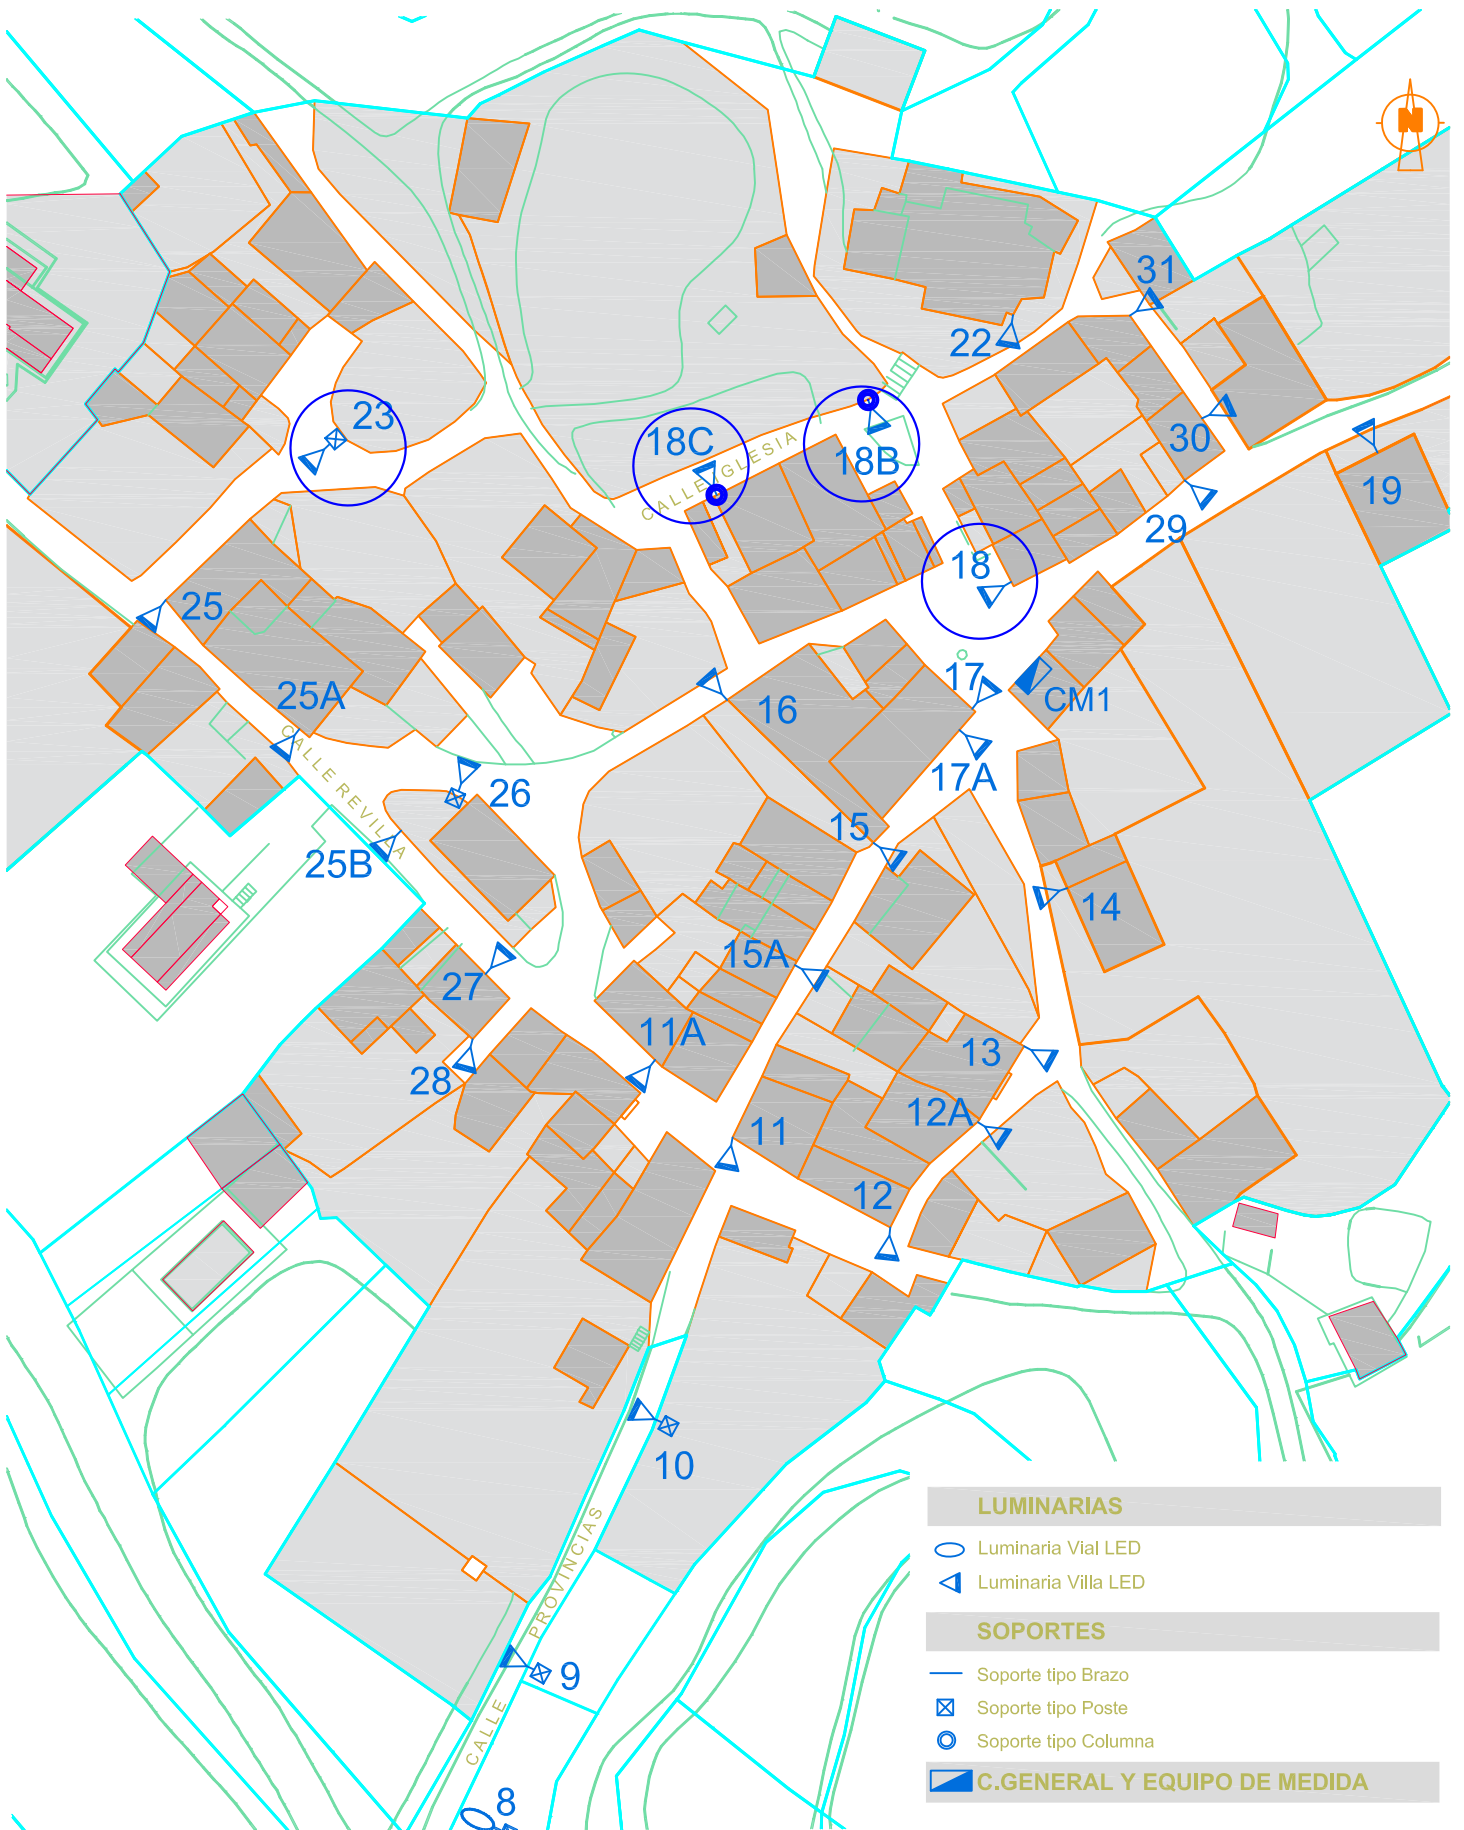 N
31
22
23
18C
CALLE IGLESIA
18B
30
19
29
18
25
17
CM1
25A
16
CALLE REVILLA
17A
26
15
25B
14
15A
27
11A
13
28
12A
11
12
10
CALLE PROVINCIAS
9
8
LUMINARIAS
Luminaria Vial LED
Luminaria Villa LED
SOPORTES
Soporte tipo Brazo
Soporte tipo Poste
Soporte tipo Columna
C.GENERAL Y EQUIPO DE MEDIDA